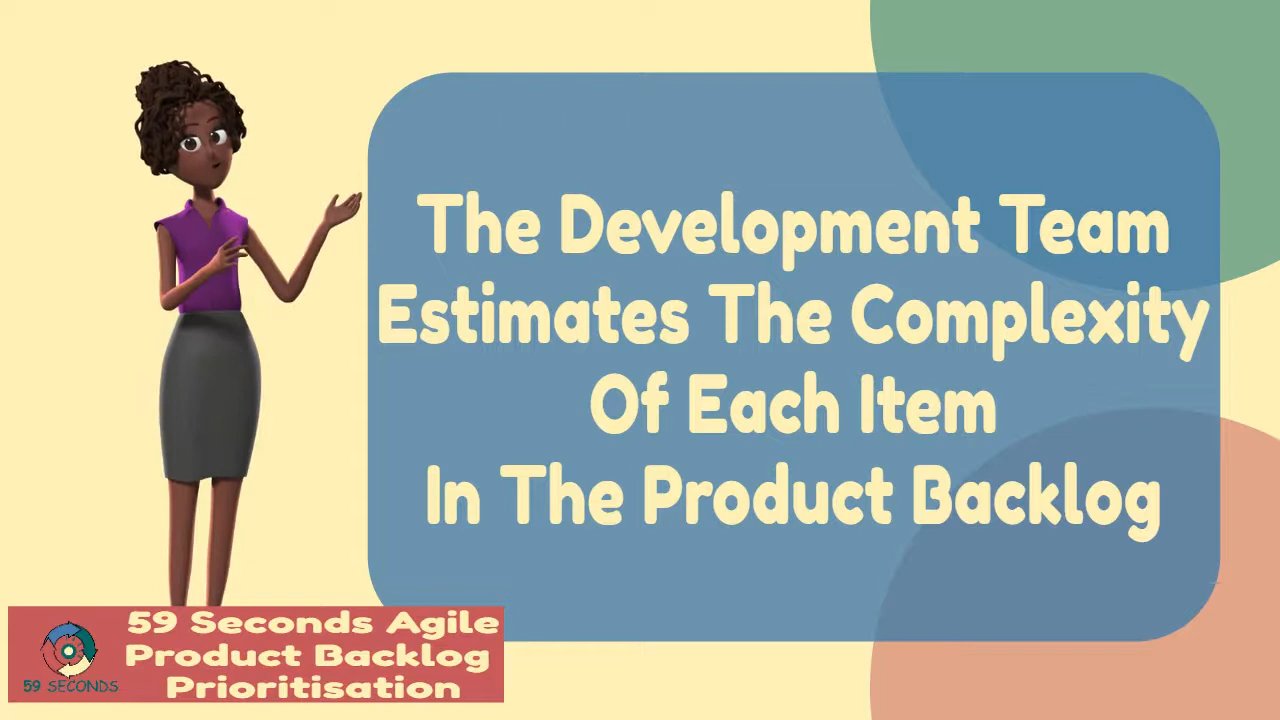 The Development Team
Estimates The Complexity
Of Each Item
In The Product Backlog
59 Seconds Agile
Product Backlog
Prioritisation
59 SECONDS